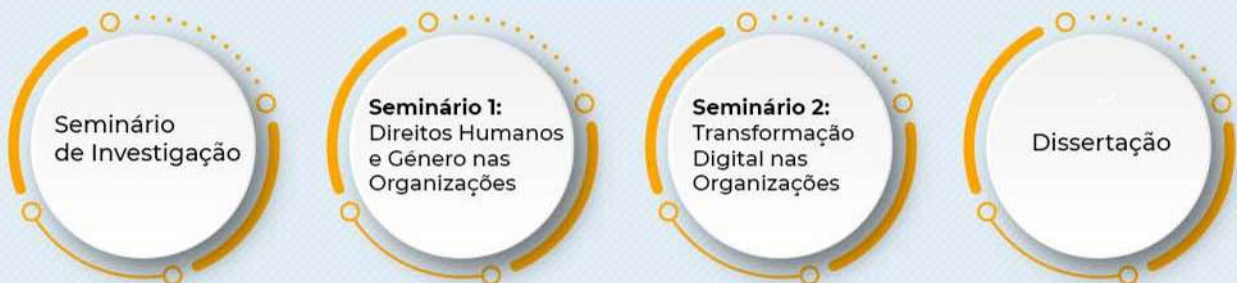 Seminário
de Investigação
Seminário 1:
Direitos Humanos
e Género nas
Organizações
Seminário 2:
Transformação
Digital nas
Organizações
Dissertação